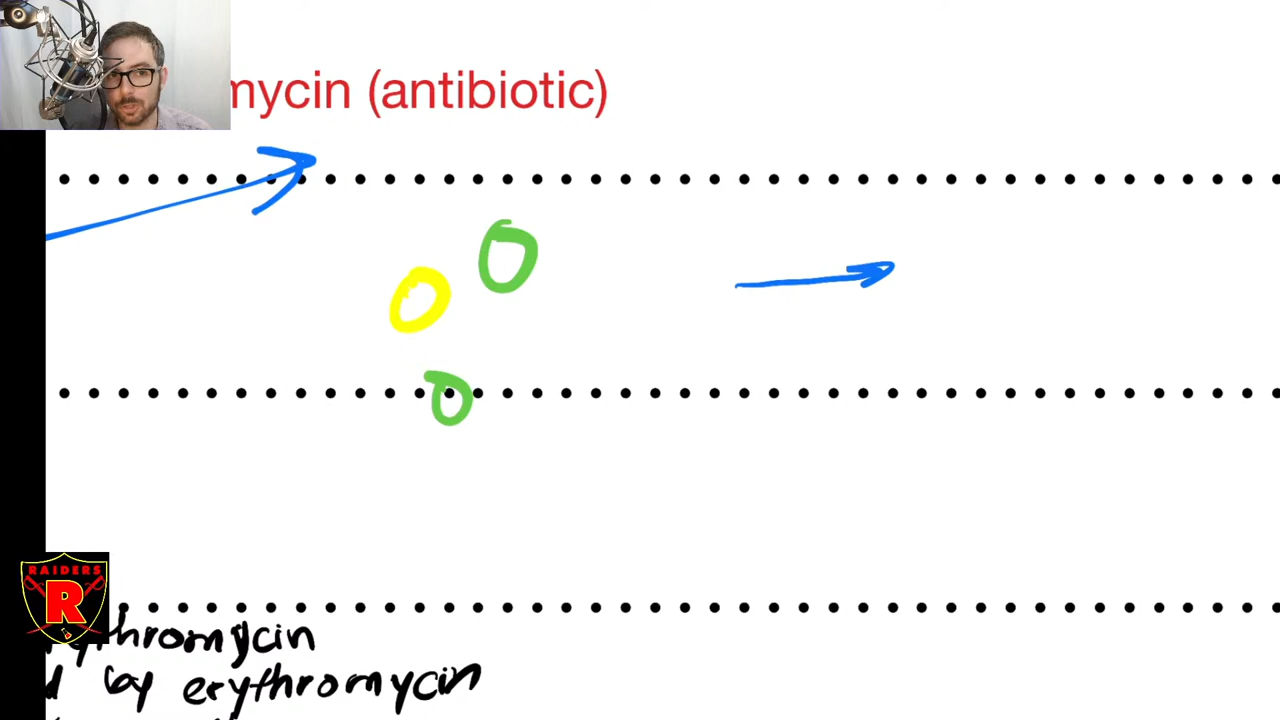 mycin (antibiotic)
RAIDERS
R
thromycin
by erythromycin